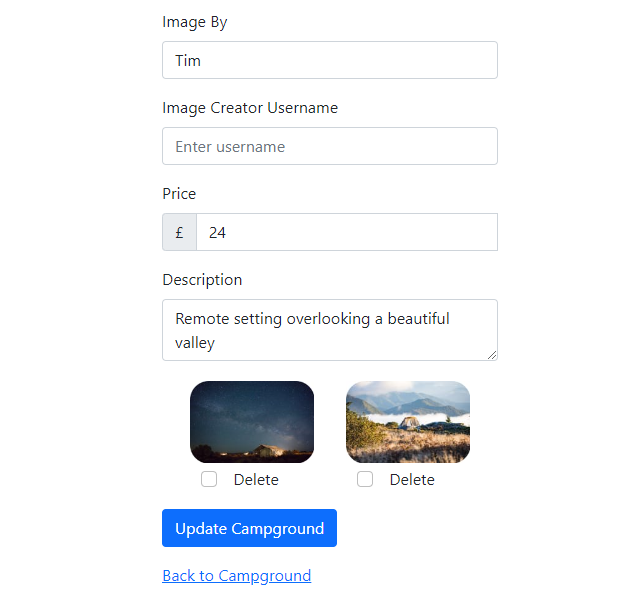 Image By
Tim
Image Creator Username
Enter username
Price
£ 24
Description
Remote setting overlooking a beautiful
valley
Delete Delete
Update Campground
Back to Campground